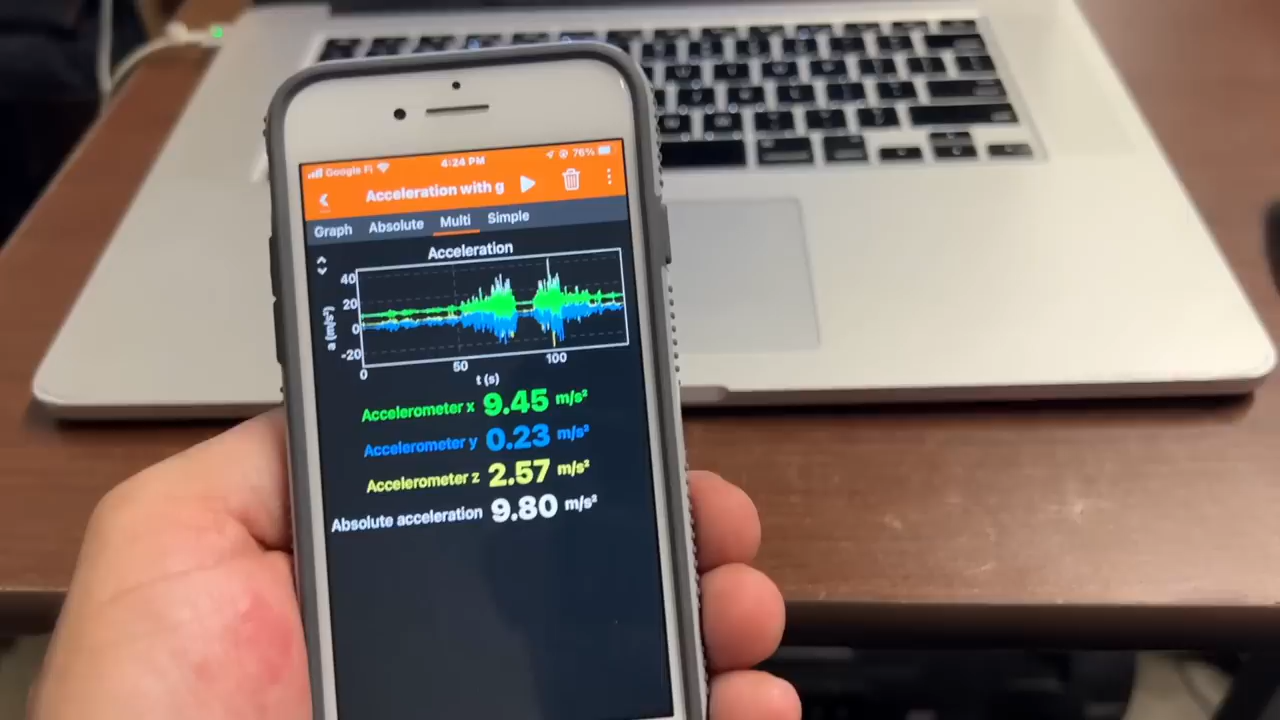 Google Fi 4:24 PM 76%
Acceleration with g
Graph Absolute Multi Simple
Acceleration
40
20
0
-20
a (m/s²)
0 50 100
t (s)
Accelerometer x 9.45 m/s²
Accelerometer y 0.23 m/s²
Accelerometer z 2.57 m/s²
Absolute acceleration 9.80 m/s²